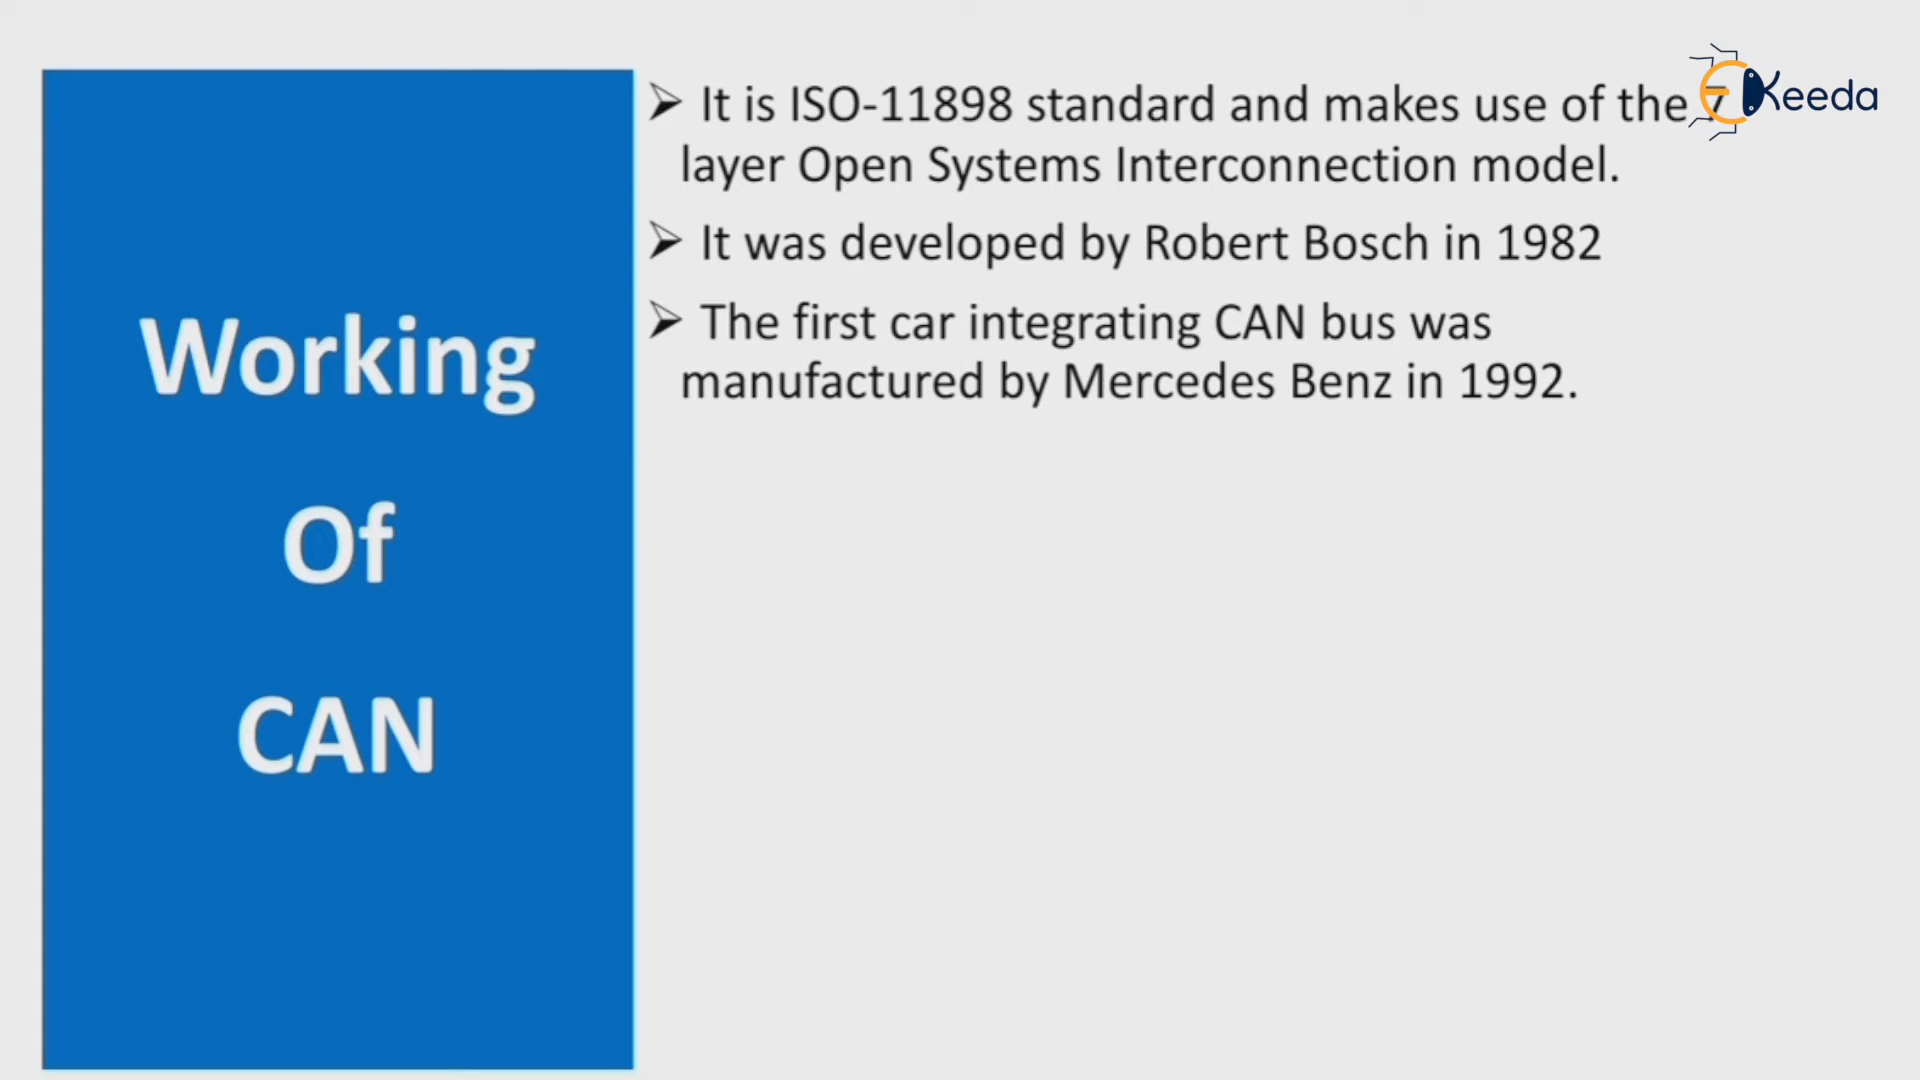 Working
Of
CAN
➢ It is ISO-11898 standard and makes use of the 7
layer Open Systems Interconnection model.
➢ It was developed by Robert Bosch in 1982
➢ The first car integrating CAN bus was
manufactured by Mercedes Benz in 1992.
eKeeda